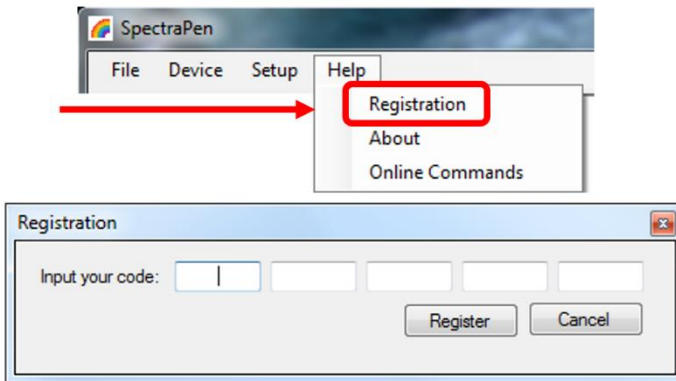 SpectraPen
File Device Setup Help
Registration
About
Online Commands
Registration
Input your code:
Register Cancel